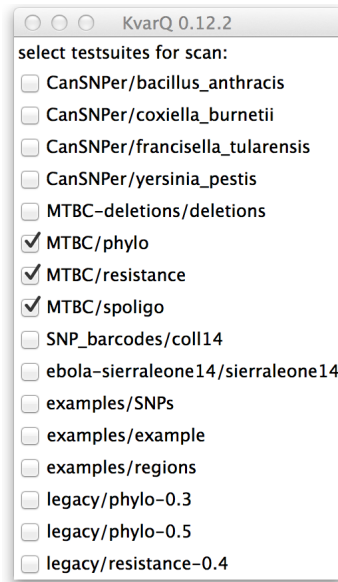 KvarQ 0.12.2
select testsuites for scan:
CanSNPer/bacillus_anthracis
CanSNPer/coxiella_burnetii
CanSNPer/francisella_tularensis
CanSNPer/yersinia_pestis
MTBC-deletions/deletions
MTBC/phylo
MTBC/resistance
MTBC/spoligo
SNP_barcodes/coll14
ebola-sierraleone14/sierraleone14
examples/SNPs
examples/example
examples/regions
legacy/phylo-0.3
legacy/phylo-0.5
legacy/resistance-0.4